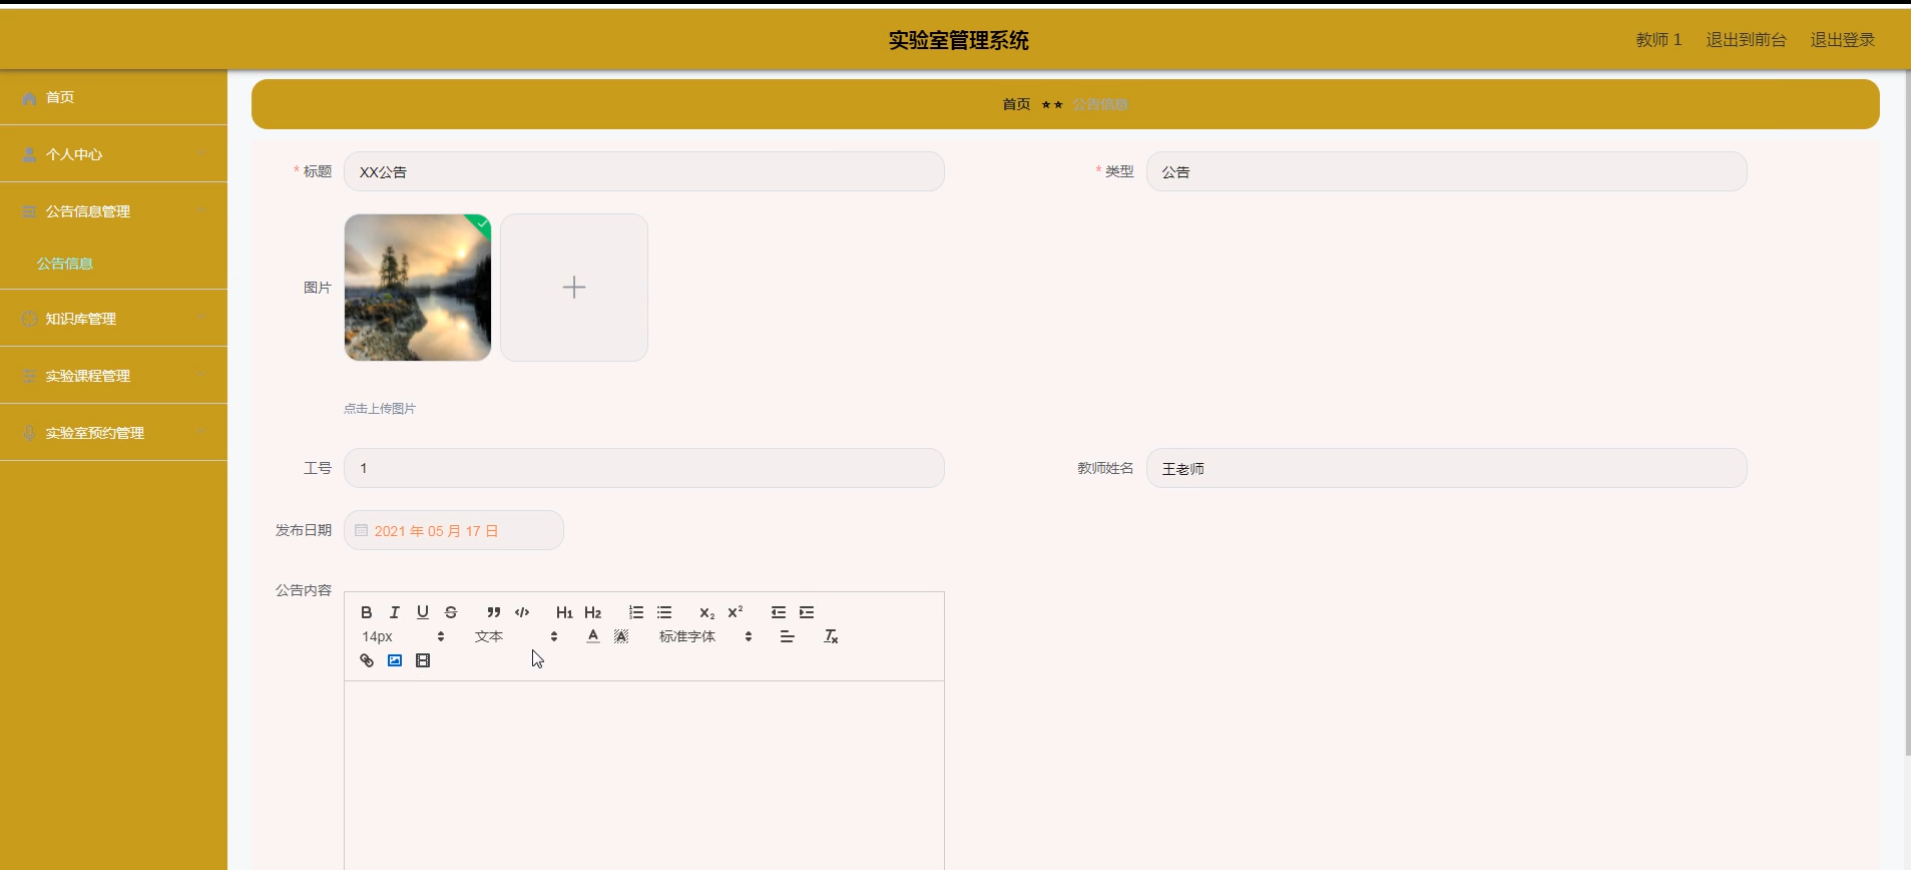 实验室管理系统
教师 1 退出到前台 退出登录
首页
个人中心
公告信息管理
公告信息
知识库管理
实验课程管理
实验室预约管理
首页 ★★ 公告信息
* 标题 XX公告
* 类型 公告
图片
点击上传图片
工号 1
教师姓名 王老师
发布日期 2021 年 05 月 17 日
公告内容
B I U S ” </> H1 H2 X₂ X²
14px 文本 A A 标准字体 Tx